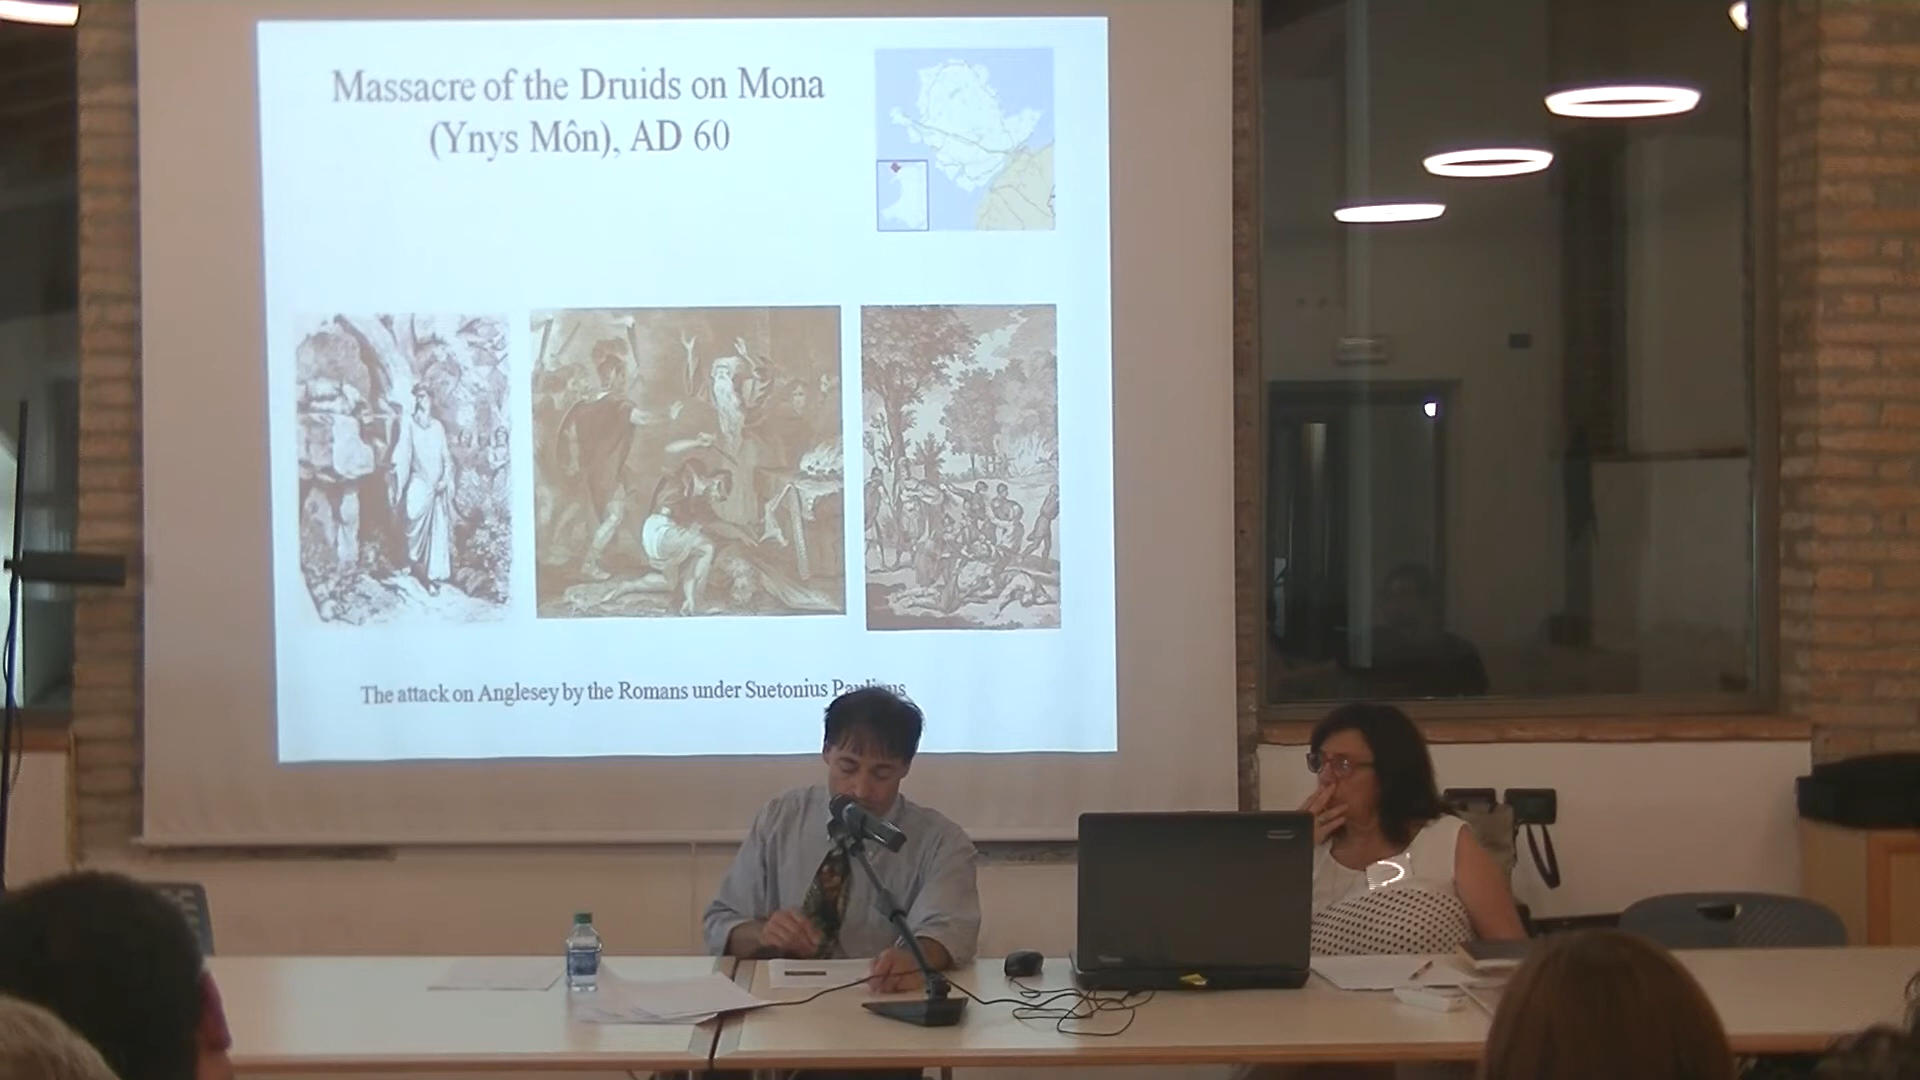 Massacre of the Druids on Mona
(Ynys Môn), AD 60
The attack on Anglesey by the Romans under Suetonius Paulinus